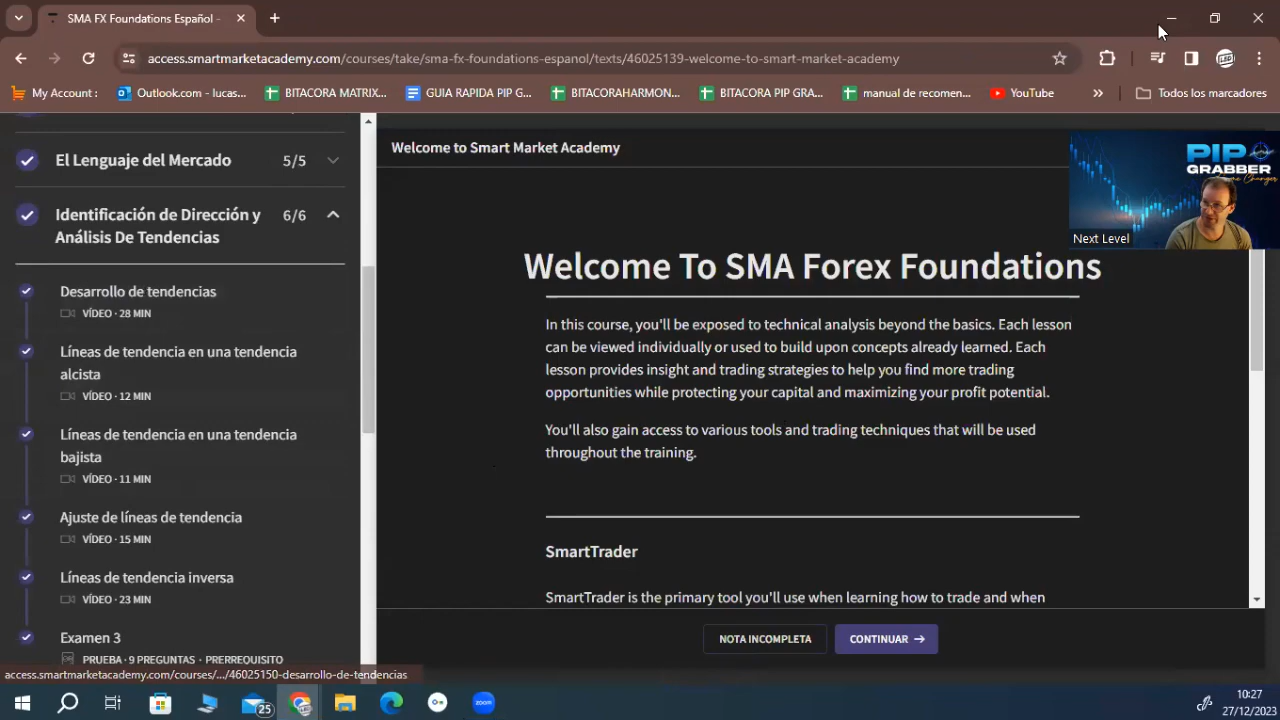 SMA FX Foundations Español -
access.smartmarketacademy.com/courses/take/sma-fx-foundations-espanol/texts/46025139-welcome-to-smart-market-academy
My Account :
Outlook.com - lucas...
BITACORA MATRIX...
GUIA RAPIDA PIP G...
BITACORAHARMON...
BITACORA PIP GRA...
manual de recomen...
YouTube
Todos los marcadores
El Lenguaje del Mercado 5/5
Identificación de Dirección y 6/6
Análisis De Tendencias
Desarrollo de tendencias
VÍDEO · 28 MIN
Líneas de tendencia en una tendencia
alcista
VÍDEO · 12 MIN
Líneas de tendencia en una tendencia
bajista
VÍDEO · 11 MIN
Ajuste de líneas de tendencia
VÍDEO · 15 MIN
Líneas de tendencia inversa
VÍDEO · 23 MIN
Examen 3
PRUEBA · 9 PREGUNTAS · PRERREQUISITO
access.smartmarketacademy.com/courses/.../46025150-desarrollo-de-tendencias
Welcome to Smart Market Academy
PIP
GRABBER
Next Level
Welcome To SMA Forex Foundations
In this course, you'll be exposed to technical analysis beyond the basics. Each lesson
can be viewed individually or used to build upon concepts already learned. Each
lesson provides insight and trading strategies to help you find more trading
opportunities while protecting your capital and maximizing your profit potential.
You'll also gain access to various tools and trading techniques that will be used
throughout the training.
SmartTrader
SmartTrader is the primary tool you'll use when learning how to trade and when
NOTA INCOMPLETA
CONTINUAR →
25
zoom
10:27
27/12/2023